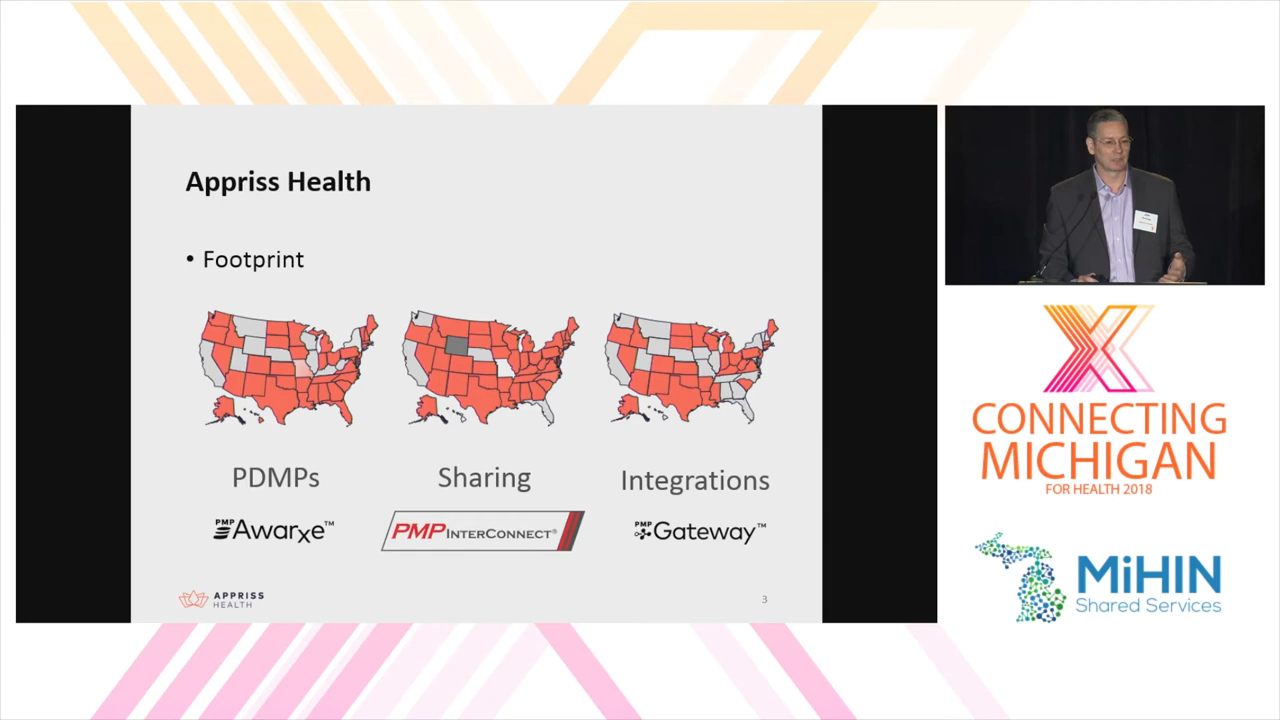 Appriss Health
• Footprint
PDMPs
Sharing
Integrations
PMP AWARxE™
PMP INTERCONNECT®
PMP Gateway™
APPRISS
HEALTH
3
CONNECTING
MICHIGAN
FOR HEALTH 2018
MiHIN
Shared Services